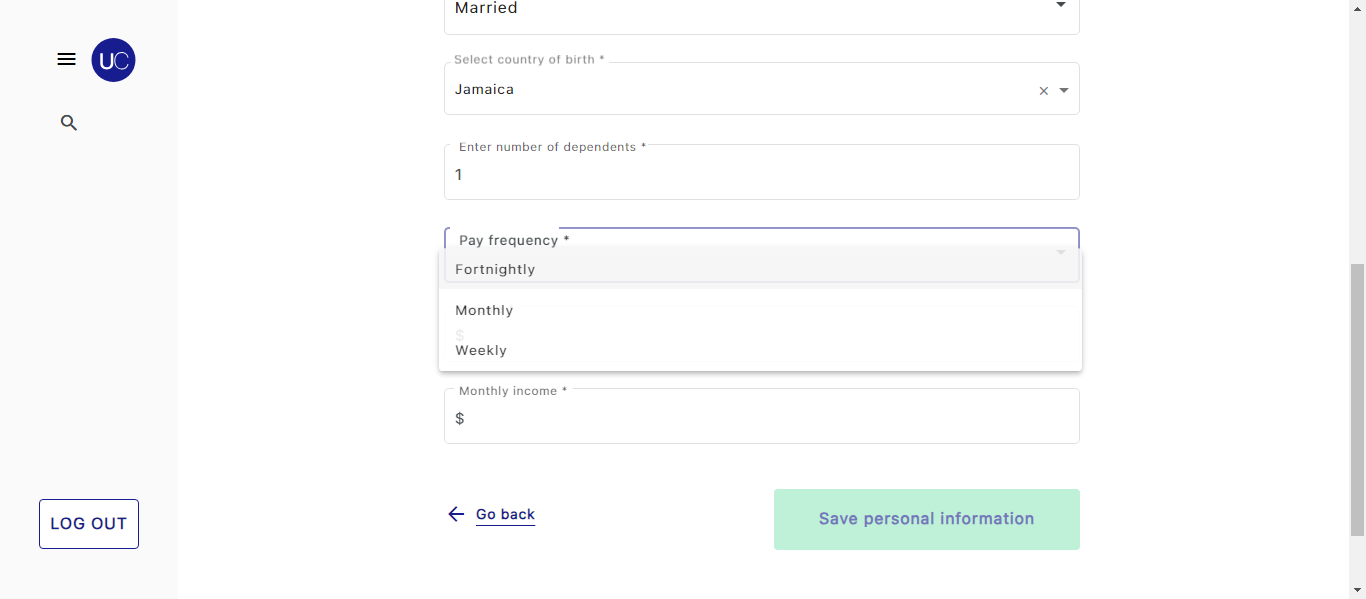 Married
UC
Select country of birth *
Jamaica
Enter number of dependents *
1
Pay frequency *
Fortnightly
Monthly
$
Weekly
Monthly income *
$
Go back
Save personal information
LOG OUT